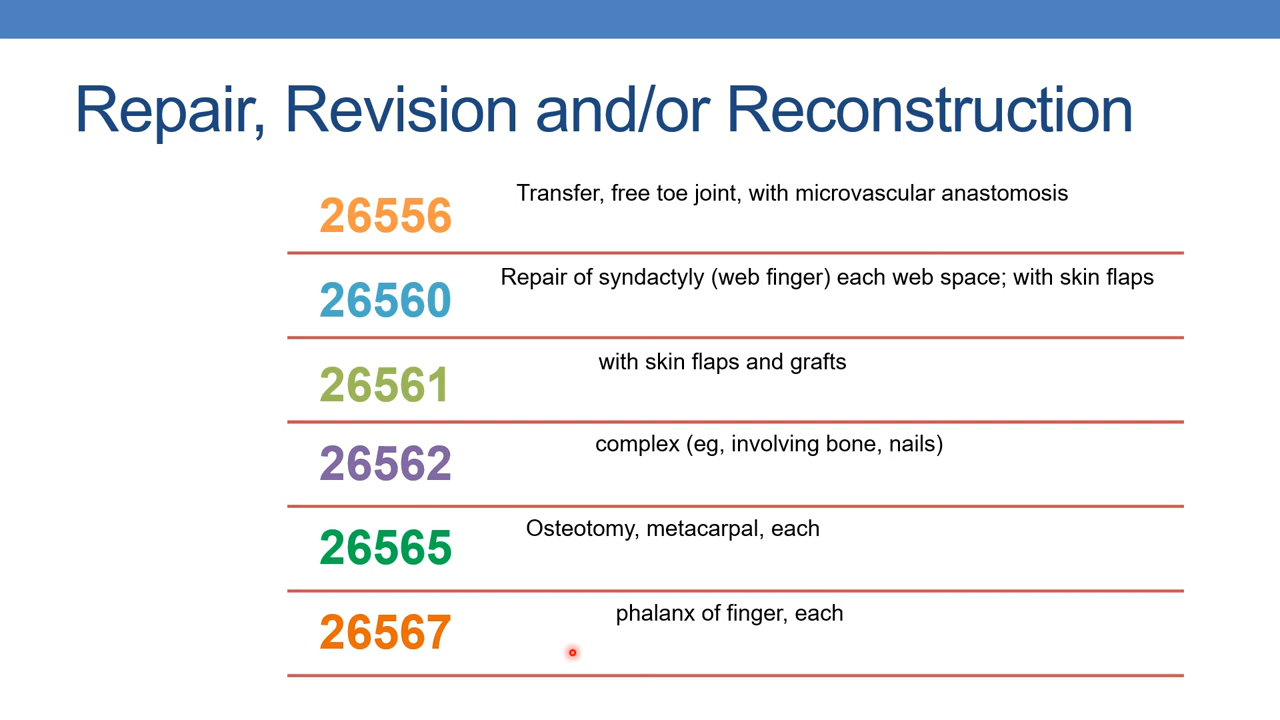 Repair, Revision and/or Reconstruction
26556 Transfer, free toe joint, with microvascular anastomosis
26560 Repair of syndactyly (web finger) each web space; with skin flaps
26561 with skin flaps and grafts
26562 complex (eg, involving bone, nails)
26565 Osteotomy, metacarpal, each
26567 phalanx of finger, each